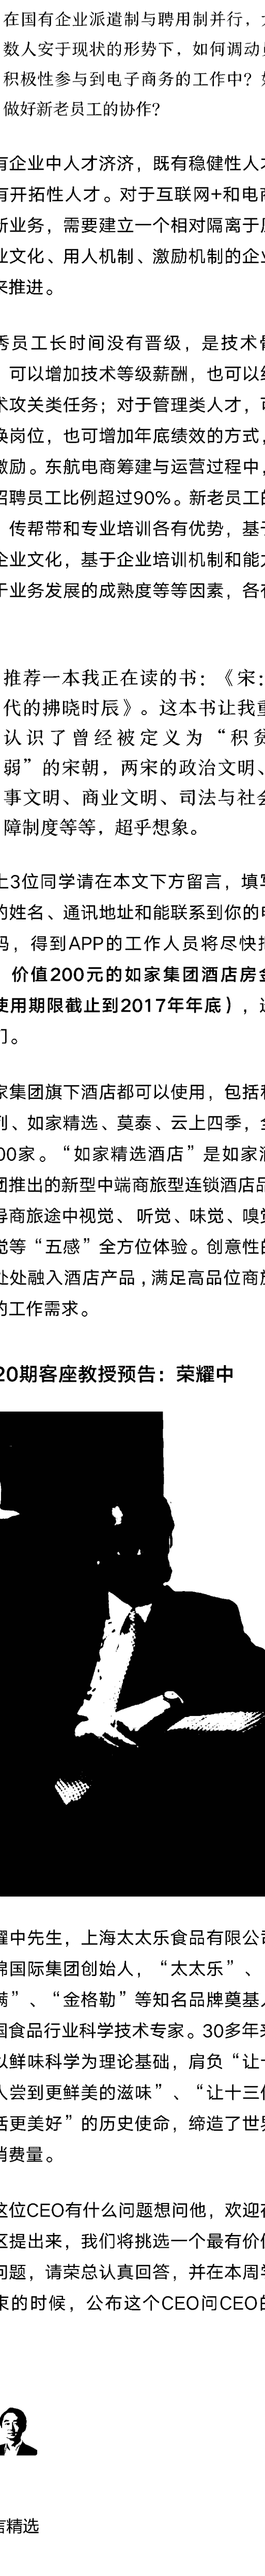 在国有企业派遣制与聘用制并行，
数人安于现状的形势下，如何调动
积极性参与到电子商务的工作中？
做好新老员工的协作？
有企业中人才济济，既有稳健性人
有开拓性人才。对于互联网+和电
新业务，需要建立一个相对隔离于
业文化、用人机制、激励机制的企
来推进。
秀员工长时间没有晋级，是技术
，可以增加技术等级薪酬，也可以
术攻关类任务；对于管理类人才，
换岗位，也可增加年底绩效的方式，
激励。东航电商筹建与运营过程中，
招聘员工比例超过90%。新老员工
，传帮带和专业培训各有优势，基
企业文化，基于企业培训机制和能
于业务发展的成熟度等等因素，各
推荐一本我正在读的书：《宋：
代的拂晓时辰》。这本书让我
认识了曾经被定义为“积
弱”的宋朝，两宋的政治文明、
事文明、商业文明、司法与社
障制度等等，超乎想象。
上3位同学请在本文下方留言，填
的姓名、通讯地址和能联系到你的
码，得到APP的工作人员将尽快
，价值200元的如家集团酒店房
使用期限截止到2017年年底），
们。
家集团旗下酒店都可以使用，包括
列、如家精选、莫泰、云上四季，
00家。“如家精选酒店”是如家
团推出的新型中端商旅型连锁酒店
导商旅途中视觉、听觉、味觉、嗅
觉等“五感”全方位体验。创意性
处处融入酒店产品，满足高品位商
的工作需求。
20期客座教授预告：荣耀中
耀中先生，上海太太乐食品有限公
锦国际集团创始人，“太太乐”、
满”、“金格勒”等知名品牌奠基
国食品行业科学技术专家。30多年
以鲜味科学为理论基础，肩负“让
人尝到更鲜美的滋味”、“让十三
活更美好”的历史使命，缔造了世
消费量。
这位CEO有什么问题想问他，欢迎
区提出来，我们将挑选一个最有价
问题，请荣总认真回答，并在本周
束的时候，公布这个CEO问CEO
言精选